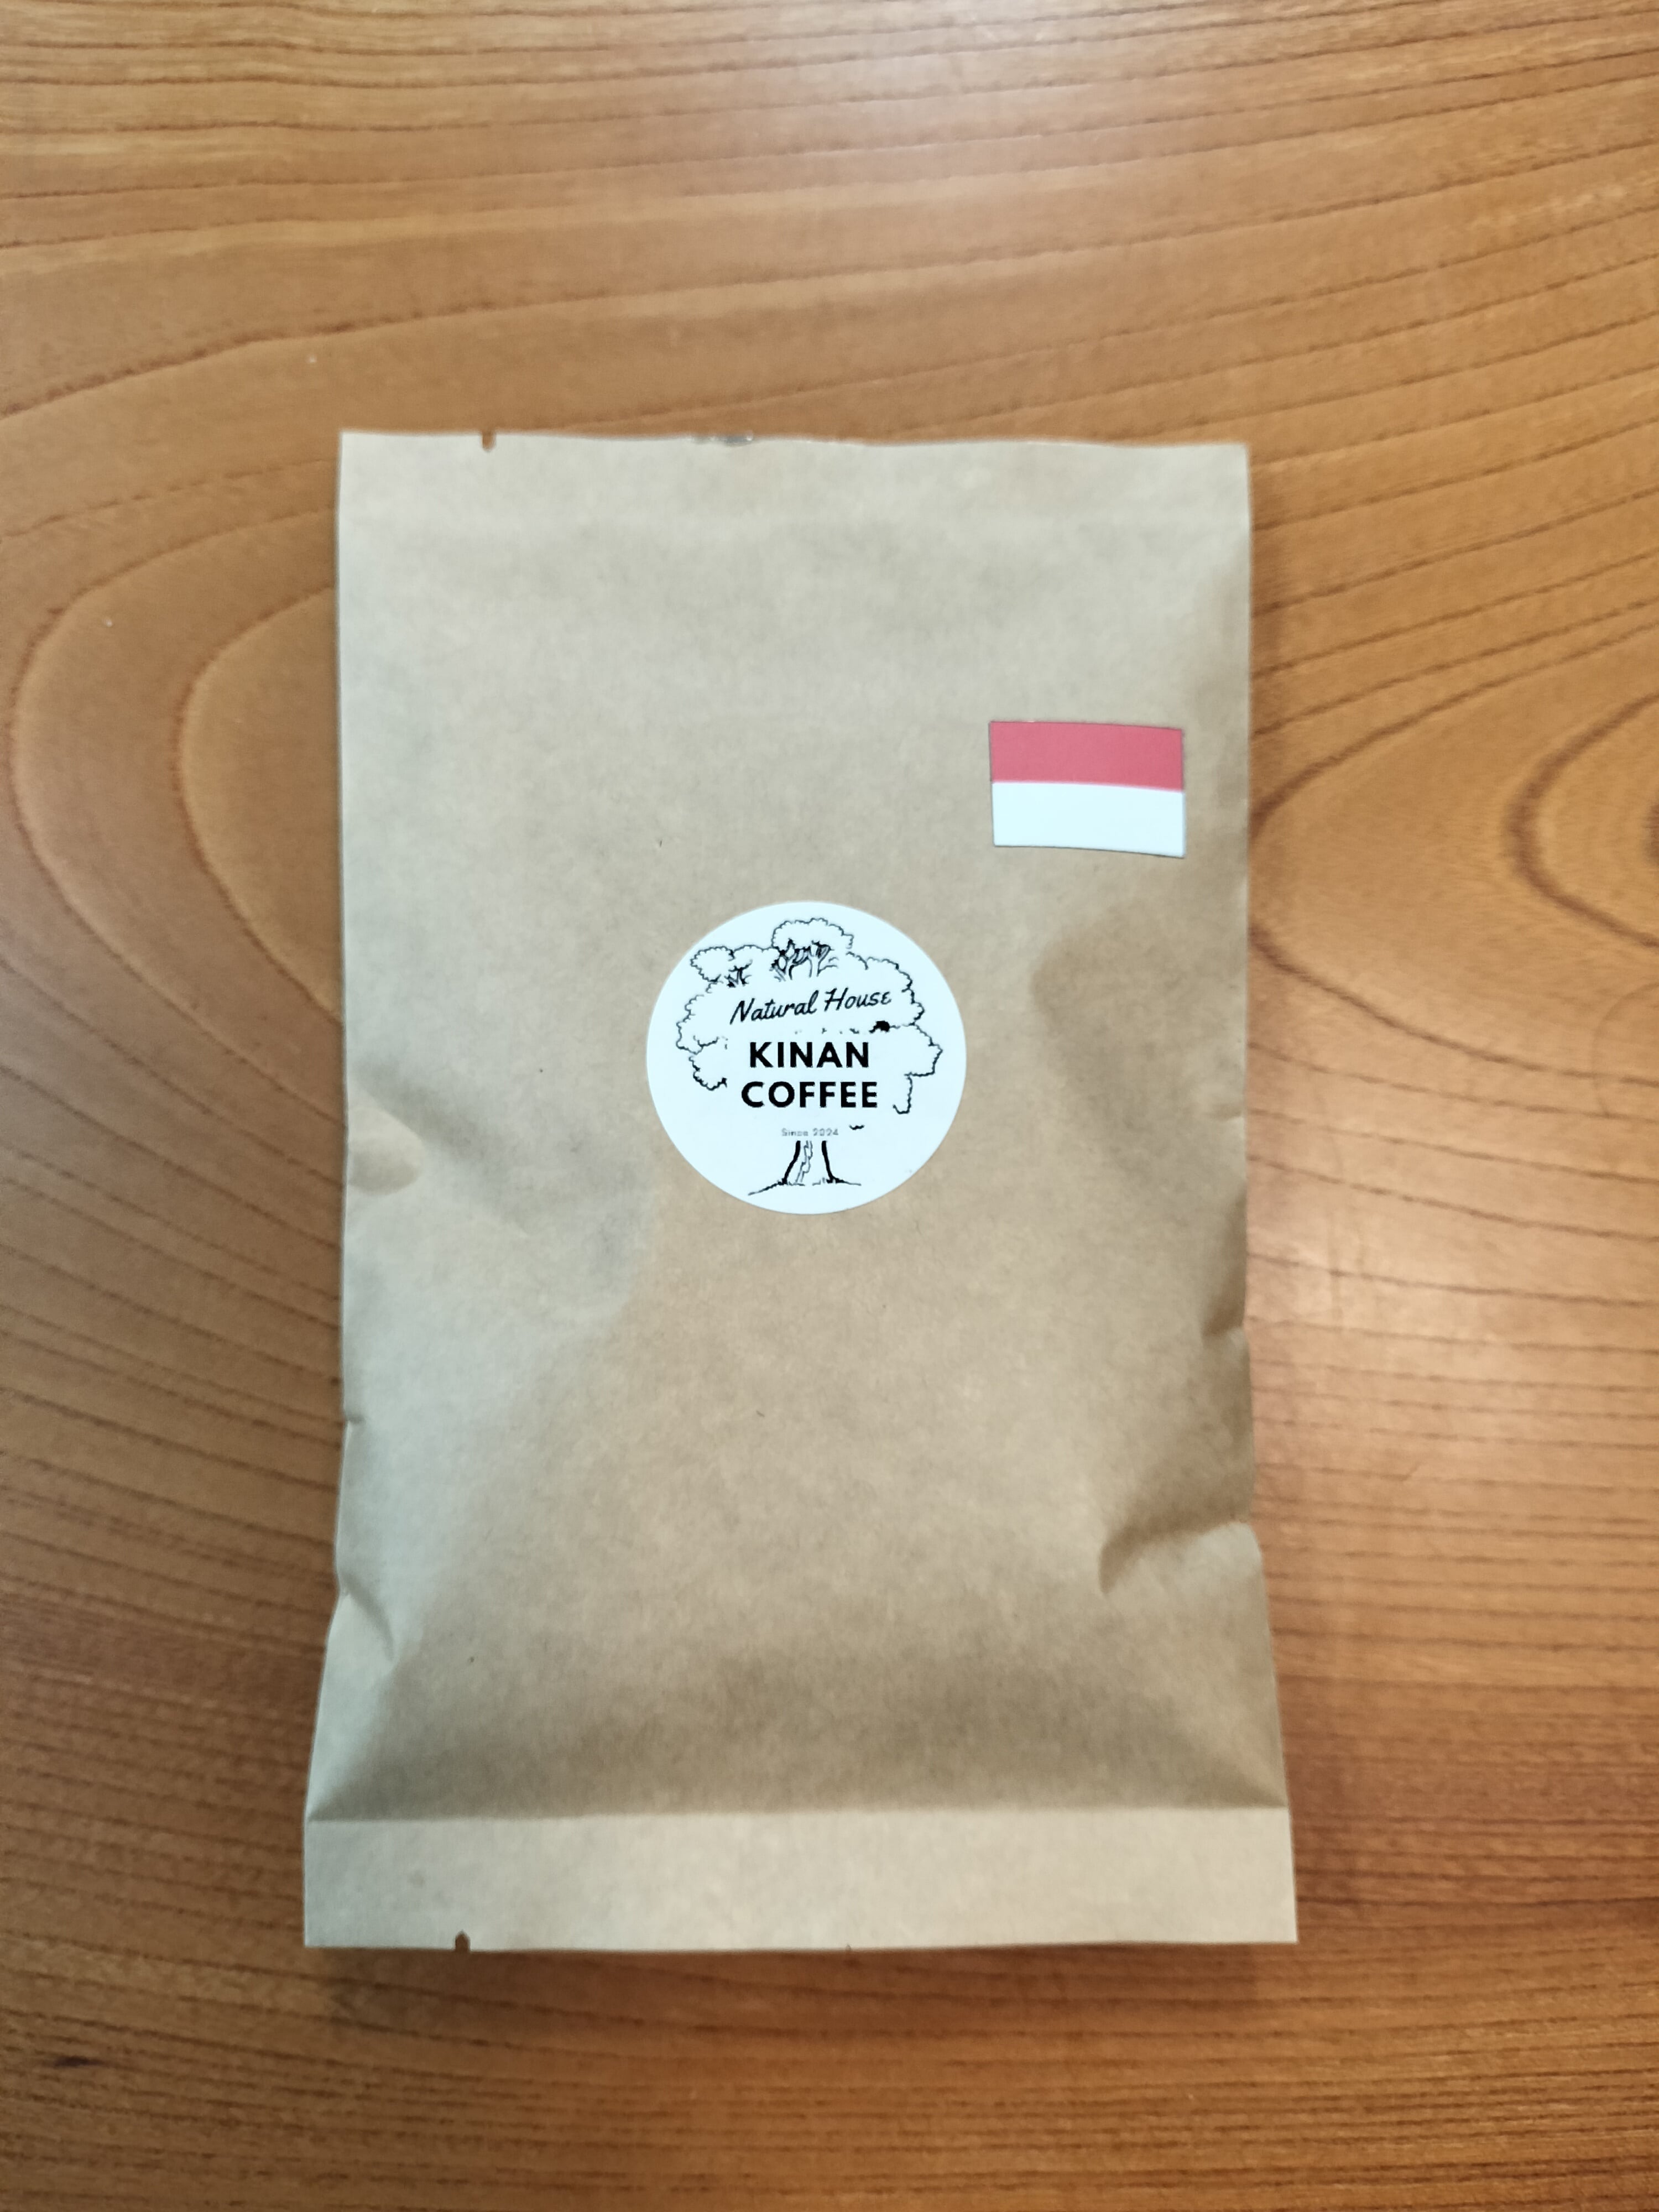 Natural House
KINAN
COFFEE
Since 2024